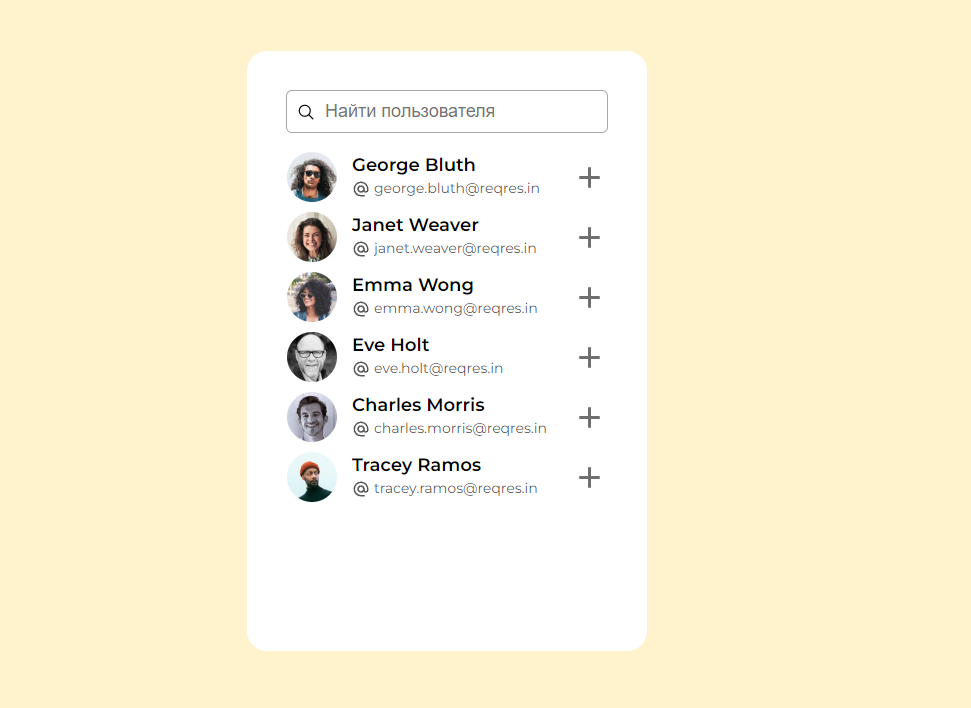 Найти пользователя
George Bluth
@ george.bluth@reqres.in
Janet Weaver
@ janet.weaver@reqres.in
Emma Wong
@ emma.wong@reqres.in
Eve Holt
@ eve.holt@reqres.in
Charles Morris
@ charles.morris@reqres.in
Tracey Ramos
@ tracey.ramos@reqres.in